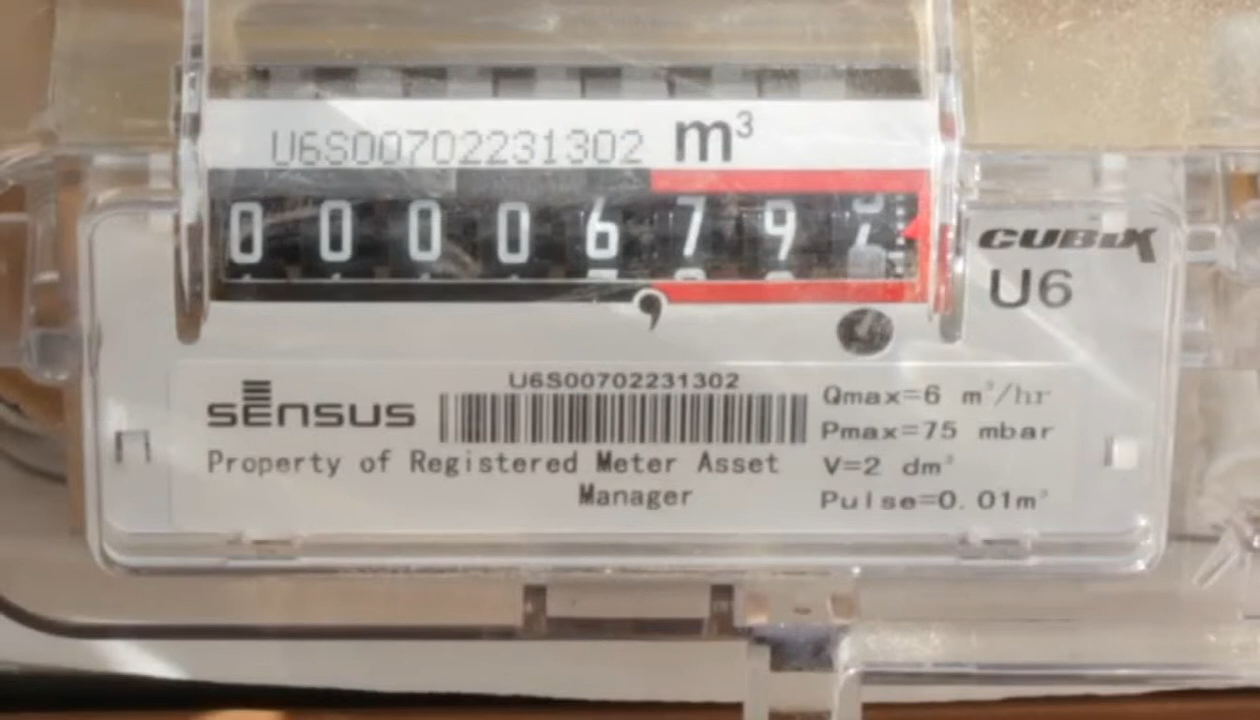 U6S00702231302 m³
0 0 0 0 6 7 9
CUBIX
U6
U6S00702231302
sensus
Qmax=6 m³/hr
Pmax=75 mbar
Property of Registered Meter Asset
Manager
V=2 dm³
Pulse=0.01m³